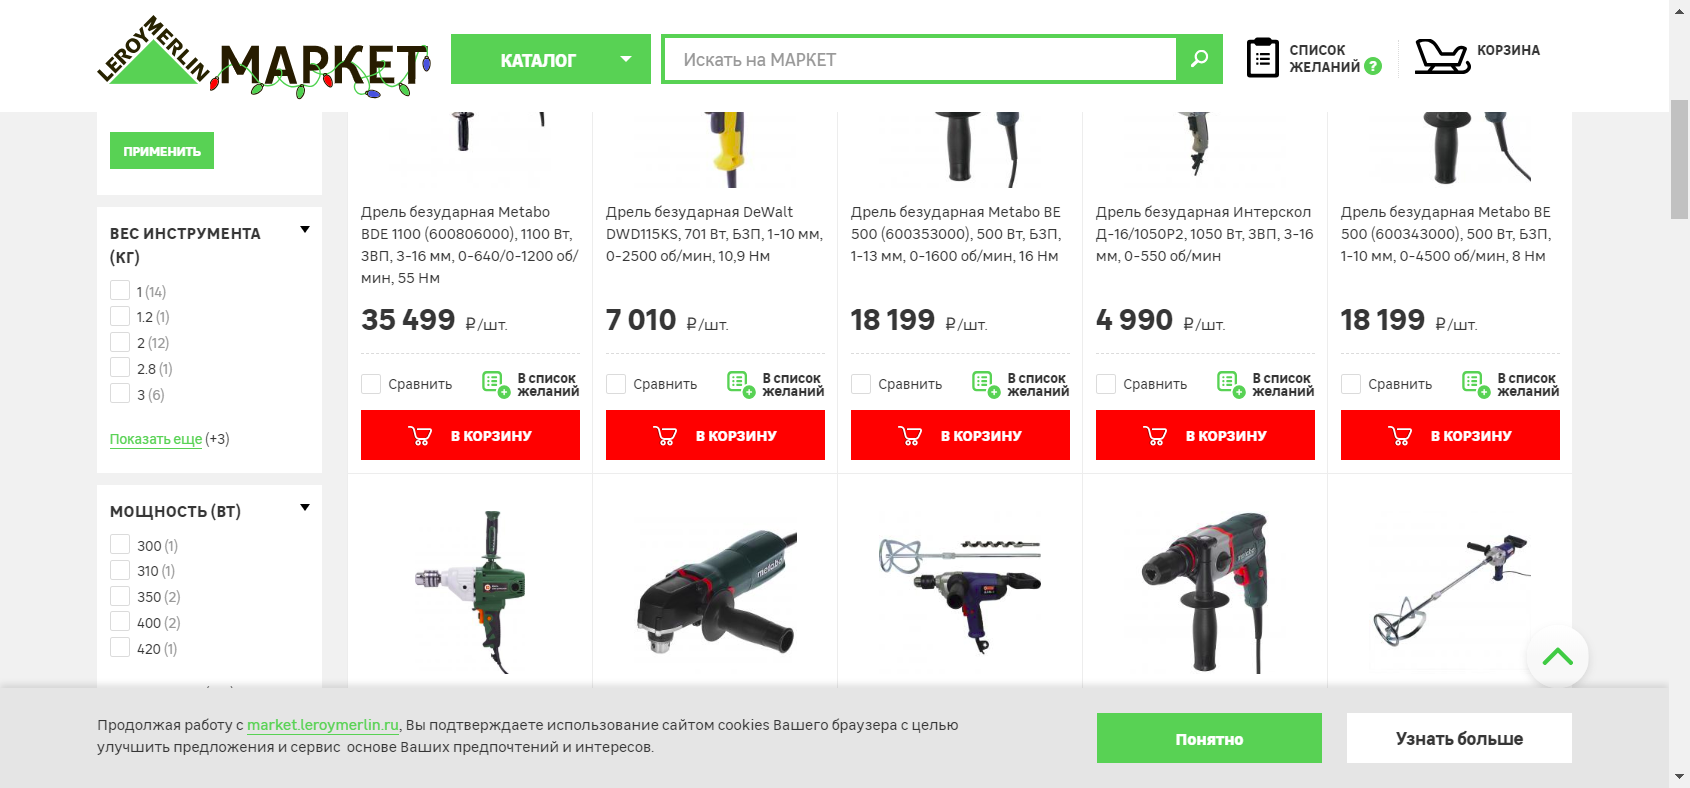 LEROY MERLIN МАРКЕТ
КАТАЛОГ
Искать на МАРКЕТ
СПИСОК
ЖЕЛАНИЙ ?
КОРЗИНА
ПРИМЕНИТЬ
ВЕС ИНСТРУМЕНТА
(КГ)
1 (14)
1.2 (1)
2 (12)
2.8 (1)
3 (6)
Показать еще (+3)
МОЩНОСТЬ (ВТ)
300 (1)
310 (1)
350 (2)
400 (2)
420 (1)
Дрель безударная Metabo
BDE 1100 (600806000), 1100 Вт,
ЗВП, 3-16 мм, 0-640/0-1200 об/
мин, 55 Нм
35 499 ₽/шт.
Сравнить
В список
желаний
В КОРЗИНУ
Дрель безударная DeWalt
DWD115KS, 701 Вт, БЗП, 1-10 мм,
0-2500 об/мин, 10,9 Нм
7 010 ₽/шт.
Сравнить
В список
желаний
В КОРЗИНУ
Дрель безударная Metabo BE
500 (600353000), 500 Вт, БЗП,
1-13 мм, 0-1600 об/мин, 16 Нм
18 199 ₽/шт.
Сравнить
В список
желаний
В КОРЗИНУ
Дрель безударная Интерскол
Д-16/1050Р2, 1050 Вт, ЗВП, 3-16
мм, 0-550 об/мин
4 990 ₽/шт.
Сравнить
В список
желаний
В КОРЗИНУ
Дрель безударная Metabo BE
500 (600343000), 500 Вт, БЗП,
1-10 мм, 0-4500 об/мин, 8 Нм
18 199 ₽/шт.
Сравнить
В список
желаний
В КОРЗИНУ
metabo
metabo
Продолжая работу с market.leroymerlin.ru, Вы подтверждаете использование сайтом cookies Вашего браузера с целью
улучшить предложения и сервис основе Ваших предпочтений и интересов.
Понятно
Узнать больше